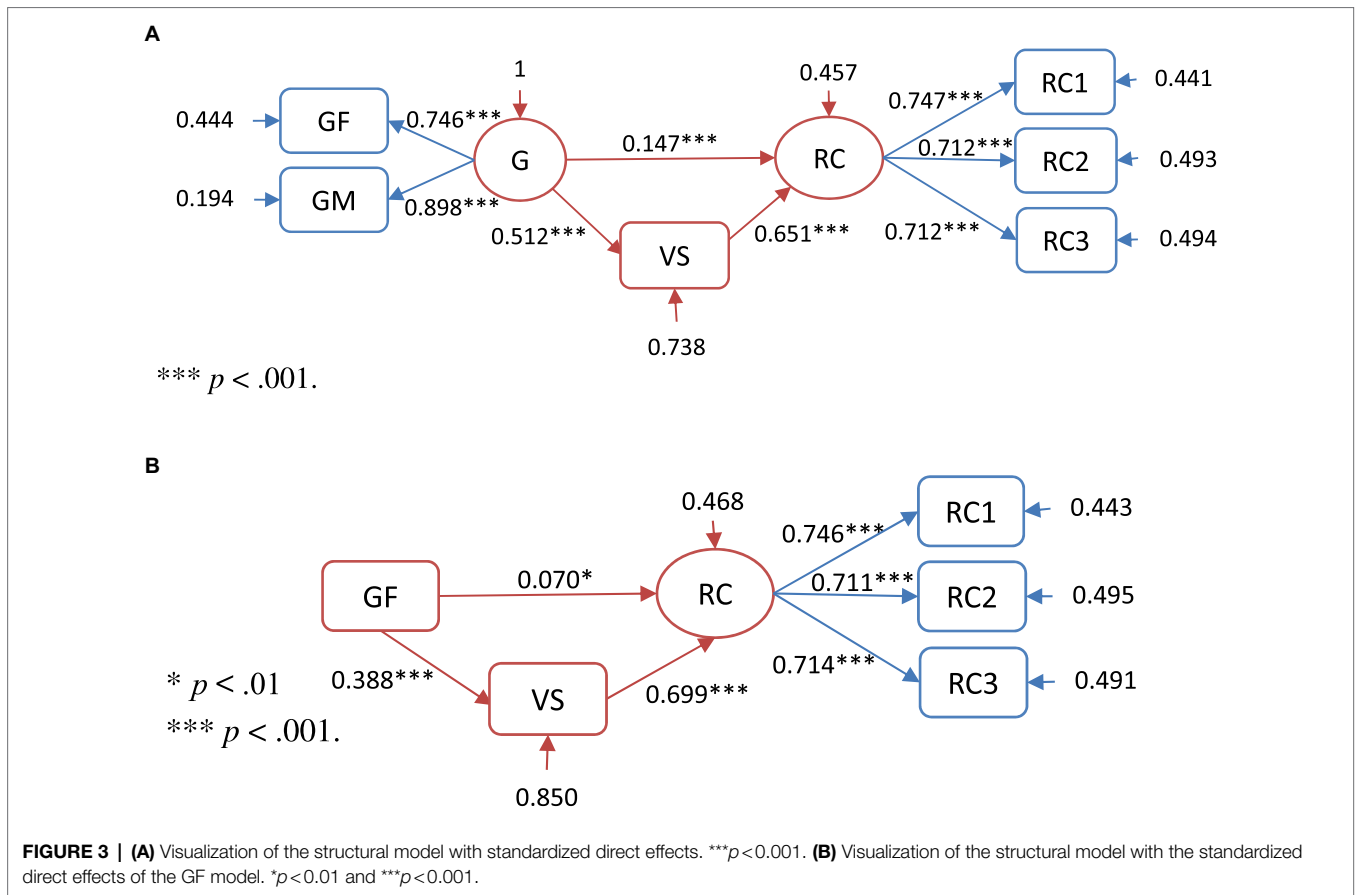 A
1
0.457
RC1
0.441
0.747***
0.444
GF
0.746***
G
0.147***
RC
0.712***
RC2
0.493
0.194
GM
0.898***
0.512***
VS
0.651***
0.712***
RC3
0.494
0.738
*** p < .001.
B
0.468
RC1
0.443
0.746***
GF
0.070*
RC
0.711***
RC2
0.495
0.388***
VS
0.699***
0.714***
RC3
0.491
* p < .01
*** p < .001.
0.850
FIGURE 3 | (A) Visualization of the structural model with standardized direct effects. ***p<0.001. (B) Visualization of the structural model with the standardized
direct effects of the GF model. *p<0.01 and ***p<0.001.